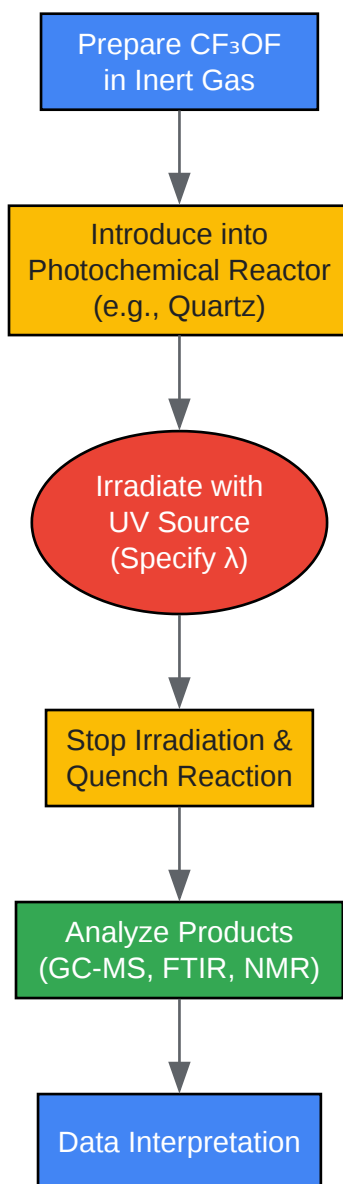 Prepare CF₃OF
in Inert Gas
Introduce into
Photochemical Reactor
(e.g., Quartz)
Irradiate with
UV Source
(Specify λ)
Stop Irradiation &
Quench Reaction
Analyze Products
(GC-MS, FTIR, NMR)
Data Interpretation